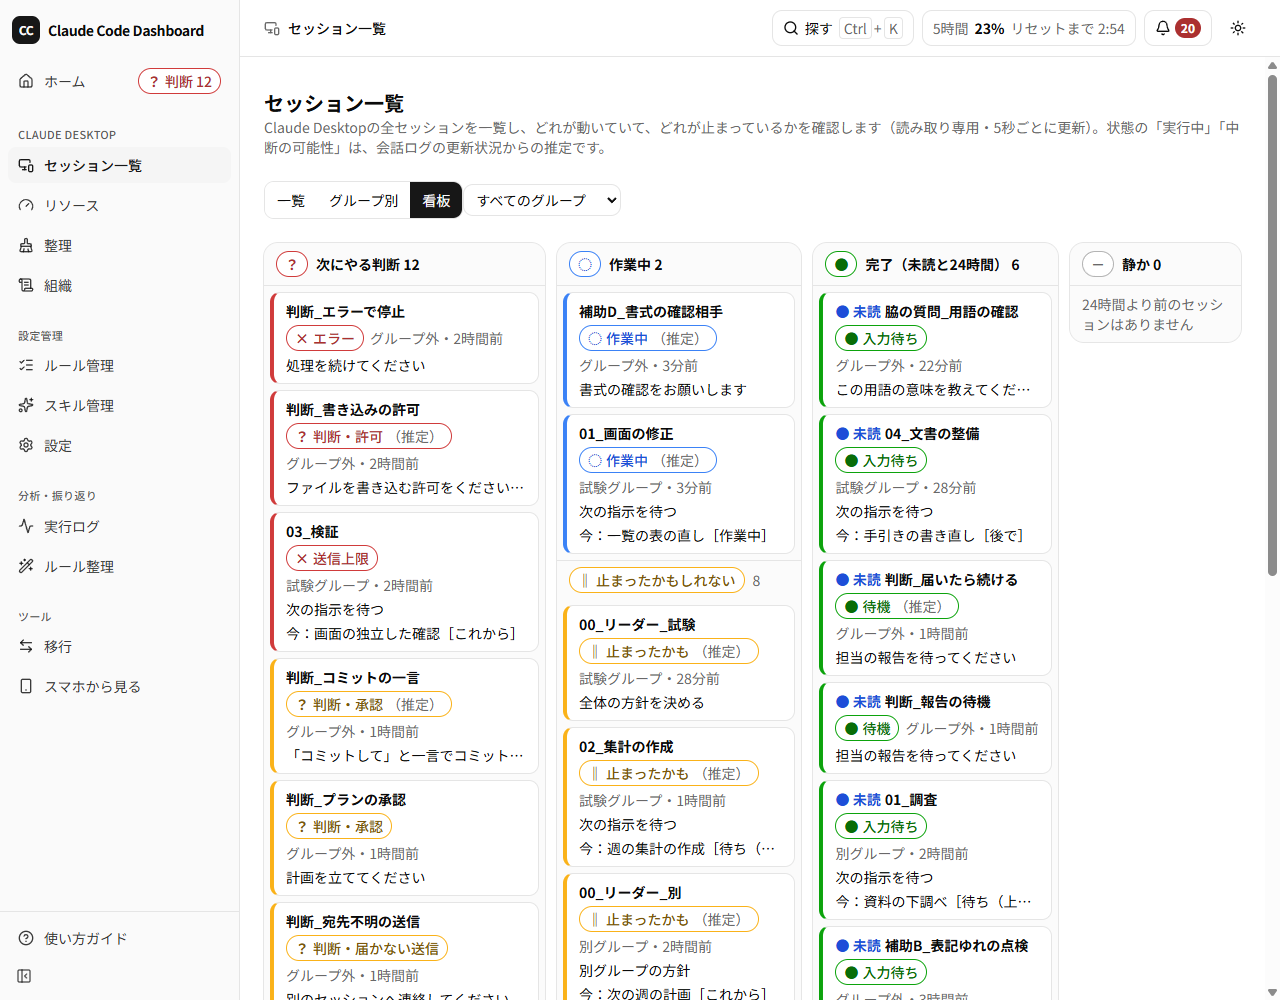 CC Claude Code Dashboard
ホーム
? 判断 12
CLAUDE DESKTOP
セッション一覧
リソース
整理
組織
設定管理
ルール管理
スキル管理
設定
分析・振り返り
実行ログ
ルール整理
ツール
移行
スマホから見る
使い方ガイド
セッション一覧
探す Ctrl + K
5時間 23% リセットまで 2:54
20
セッション一覧
Claude Desktopの全セッションを一覧し、どれが動いていて、どれが止まっているかを確認します（読み取り専用・5秒ごとに更新）。状態の「実行中」「中
断の可能性」は、会話ログの更新状況からの推定です。
一覧 グループ別 看板 すべてのグループ
? 次にやる判断 12
判断_エラーで停止
× エラー グループ外・2時間前
処理を続けてください
判断_書き込みの許可
? 判断・許可 （推定）
グループ外・2時間前
ファイルを書き込む許可をください…
03_検証
× 送信上限
試験グループ・2時間前
次の指示を待つ
今：画面の独立した確認［これから］
判断_コミットの一言
? 判断・承認 （推定）
グループ外・1時間前
「コミットして」と一言でコミット…
判断_プランの承認
? 判断・承認
グループ外・1時間前
計画を立ててください
判断_宛先不明の送信
? 判断・届かない送信
グループ外・1時間前
別のセッションへ連絡してください
作業中 2
補助D_書式の確認相手
作業中 （推定）
グループ外・3分前
書式の確認をお願いします
01_画面の修正
作業中 （推定）
試験グループ・3分前
次の指示を待つ
今：一覧の表の直し［作業中］
止まったかもしれない 8
00_リーダー_試験
止まったかも （推定）
試験グループ・28分前
全体の方針を決める
02_集計の作成
止まったかも （推定）
試験グループ・1時間前
次の指示を待つ
今：週の集計の作成［待ち（…
00_リーダー_別
止まったかも （推定）
別グループ・2時間前
別グループの方針
今：次の週の計画［これから］
完了（未読と24時間） 6
未読 脇の質問_用語の確認
入力待ち
グループ外・22分前
この用語の意味を教えてくだ…
未読 04_文書の整備
入力待ち
試験グループ・28分前
次の指示を待つ
今：手引きの書き直し［後で］
未読 判断_届いたら続ける
待機 （推定）
グループ外・1時間前
担当の報告を待ってください
未読 判断_報告の待機
待機 グループ外・1時間前
担当の報告を待ってください
未読 01_調査
入力待ち
別グループ・2時間前
次の指示を待つ
今：資料の下調べ［待ち（上…
未読 補助B_表記ゆれの点検
入力待ち
グループ外・3時間前
静か 0
24時間より前のセッシ
ョンはありません